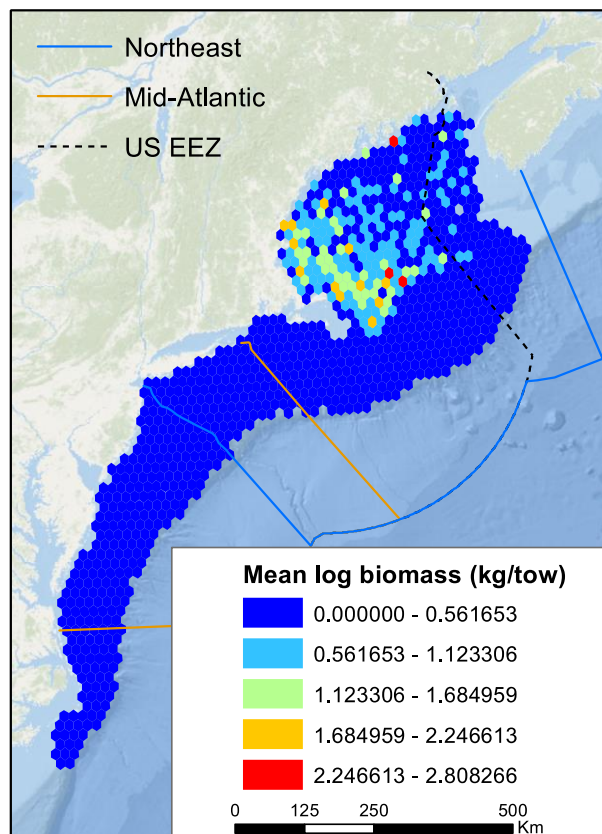 Northeast
Mid-Atlantic
US EEZ
Mean log biomass (kg/tow)
0.000000 - 0.561653
0.561653 - 1.123306
1.123306 - 1.684959
1.684959 - 2.246613
2.246613 - 2.808266
0 125 250 500
Km